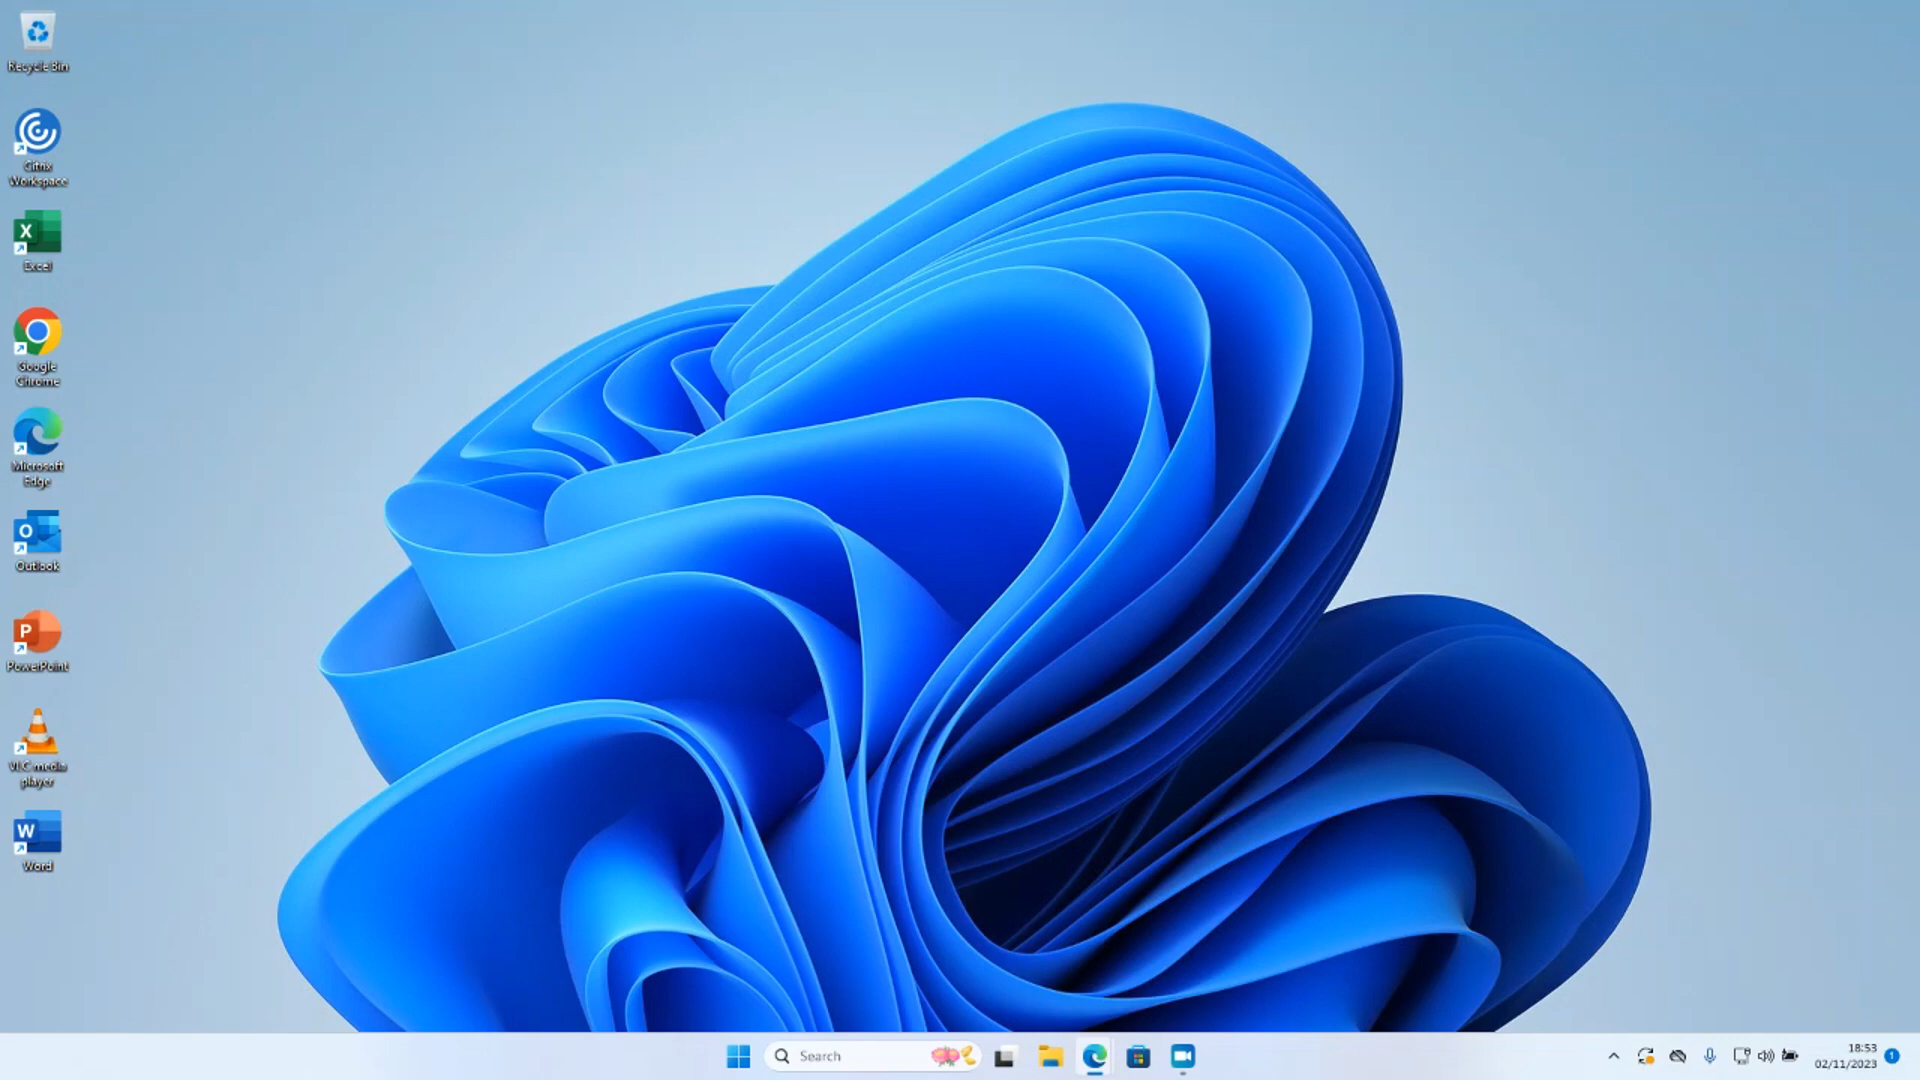 Recycle Bin
Citrix
Workspace
Excel
Google
Chrome
Microsoft
Edge
Outlook
PowerPoint
VLC media
player
Word
Search
18:53
02/11/2023
1